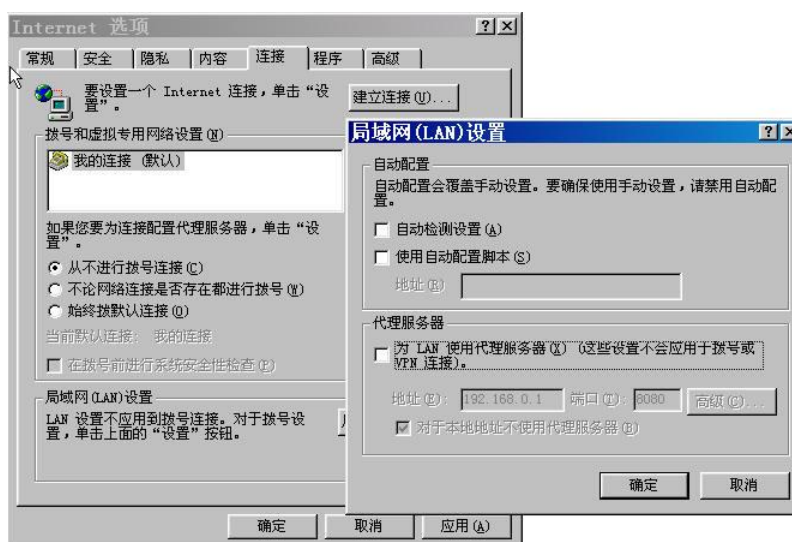 Internet 选项
常规
安全
隐私
内容
连接
程序
高级
要设置一个 Internet 连接，单击“设
置”。
建立连接(U)...
拨号和虚拟专用网络设置(N)
我的连接 (默认)
如果您要为连接配置代理服务器，单击“设
置”。
从不进行拨号连接(C)
不论网络连接是否存在都进行拨号(W)
始终拨默认连接(O)
当前默认连接： 我的连接
在拨号前进行系统安全性检查(P)
局域网(LAN)设置
LAN 设置不应用到拨号连接。对于拨号设
置，单击上面的“设置”按钮。
确定
取消
应用(A)
局域网(LAN)设置
自动配置
自动配置会覆盖手动设置。要确保使用手动设置，请禁用自动配
置。
自动检测设置(A)
使用自动配置脚本(S)
地址(R)
代理服务器
为 LAN 使用代理服务器(X) (这些设置不会应用于拨号或
VPN 连接)。
地址(E)： 192.168.0.1 端口(T)： 8080 高级(C)...
对于本地地址不使用代理服务器(B)
确定
取消